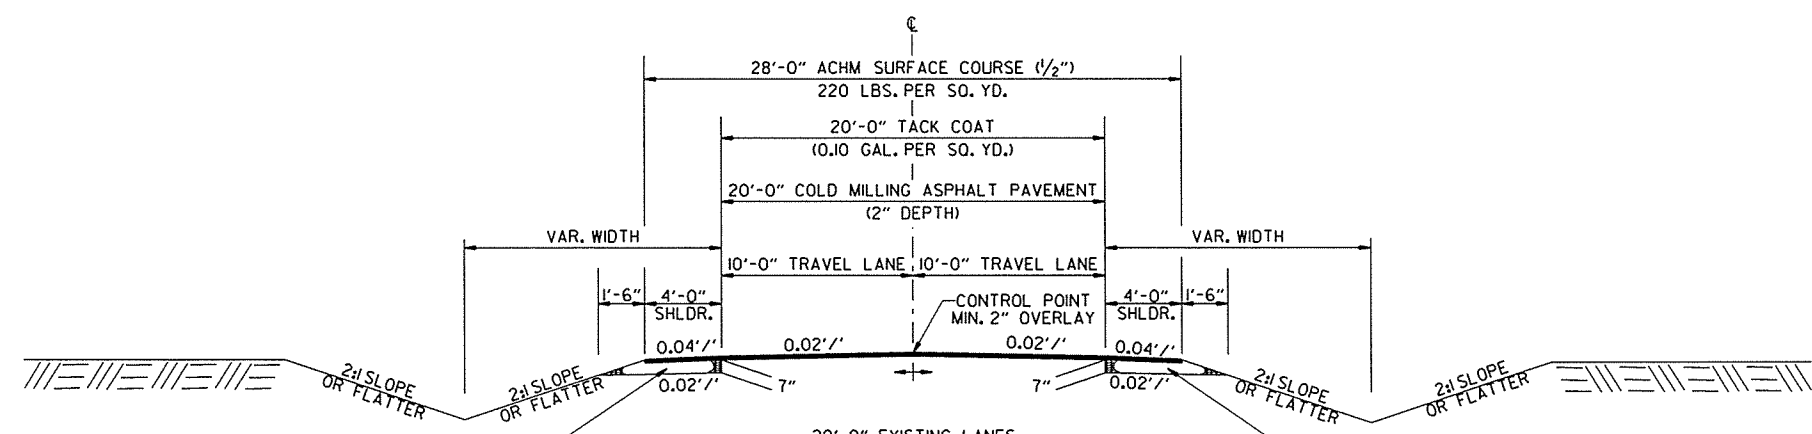 ℄
28'-0" ACHM SURFACE COURSE (1/2")
220 LBS. PER SQ. YD.
20'-0" TACK COAT
(0.10 GAL. PER SQ. YD.)
20'-0" COLD MILLING ASPHALT PAVEMENT
(2" DEPTH)
VAR. WIDTH
VAR. WIDTH
10'-0" TRAVEL LANE
10'-0" TRAVEL LANE
1'-6"
4'-0"
SHLDR.
CONTROL POINT
MIN. 2" OVERLAY
4'-0"
SHLDR.
1'-6"
0.04'/'
0.02'/'
0.02'/'
0.04'/'
2:1 SLOPE
OR FLATTER
2:1 SLOPE
OR FLATTER
0.02'/'
7"
7"
0.02'/'
2:1 SLOPE
OR FLATTER
2:1 SLOPE
OR FLATTER
20'-0" EXISTING LANES